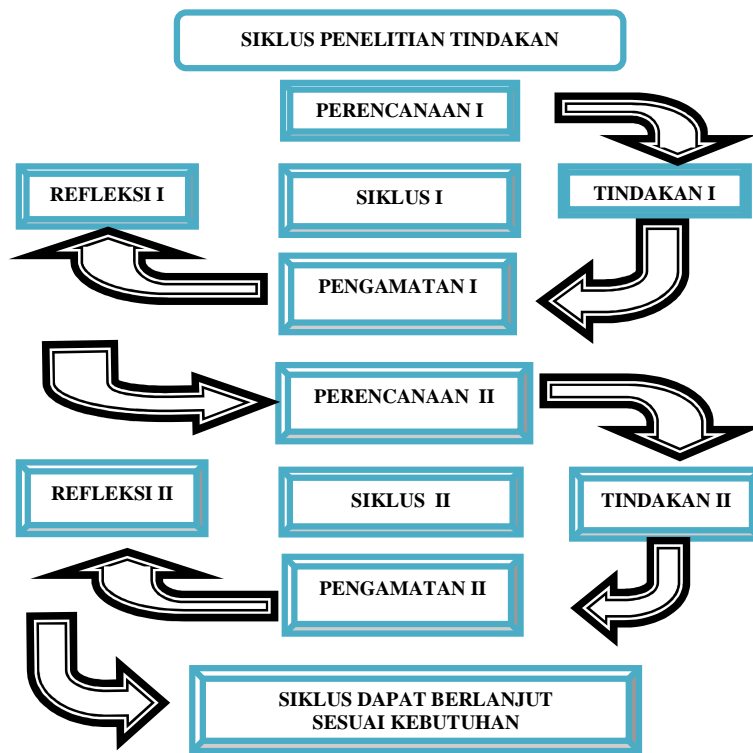 SIKLUS PENELITIAN TINDAKAN
PERENCANAAN I
REFLEKSI I
SIKLUS I
TINDAKAN I
PENGAMATAN I
PERENCANAAN II
REFLEKSI II
SIKLUS II
TINDAKAN II
PENGAMATAN II
SIKLUS DAPAT BERLANJUT
SESUAI KEBUTUHAN